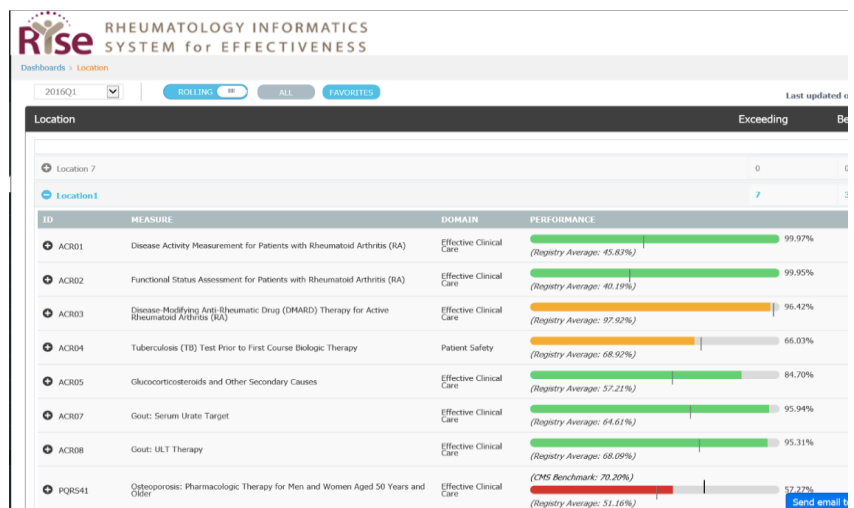 RISE RHEUMATOLOGY INFORMATICS
SYSTEM for EFFECTIVENESS
Dashboards > Location
2016Q1 ROLLING ALL FAVORITES
Last updated o
Location Exceeding Be
Location 7 0 0
Location1 7 3
ID MEASURE DOMAIN PERFORMANCE
ACR01 Disease Activity Measurement for Patients with Rheumatoid Arthritis (RA) Effective Clinical Care 99.97%
(Registry Average: 45.83%)
ACR02 Functional Status Assessment for Patients with Rheumatoid Arthritis (RA) Effective Clinical Care 99.95%
(Registry Average: 40.19%)
ACR03 Disease-Modifying Anti-Rheumatic Drug (DMARD) Therapy for Active Rheumatoid Arthritis (RA) Effective Clinical Care 96.42%
(Registry Average: 97.92%)
ACR04 Tuberculosis (TB) Test Prior to First Course Biologic Therapy Patient Safety 66.03%
(Registry Average: 68.92%)
ACR05 Glucocorticosteroids and Other Secondary Causes Effective Clinical Care 84.70%
(Registry Average: 57.21%)
ACR07 Gout: Serum Urate Target Effective Clinical Care 95.94%
(Registry Average: 64.61%)
ACR08 Gout: ULT Therapy Effective Clinical Care 95.31%
(Registry Average: 68.09%)
(CMS Benchmark: 70.20%)
PQRS41 Osteoporosis: Pharmacologic Therapy for Men and Women Aged 50 Years and Older Effective Clinical Care 57.27%
(Registry Average: 51.16%)
Send email to